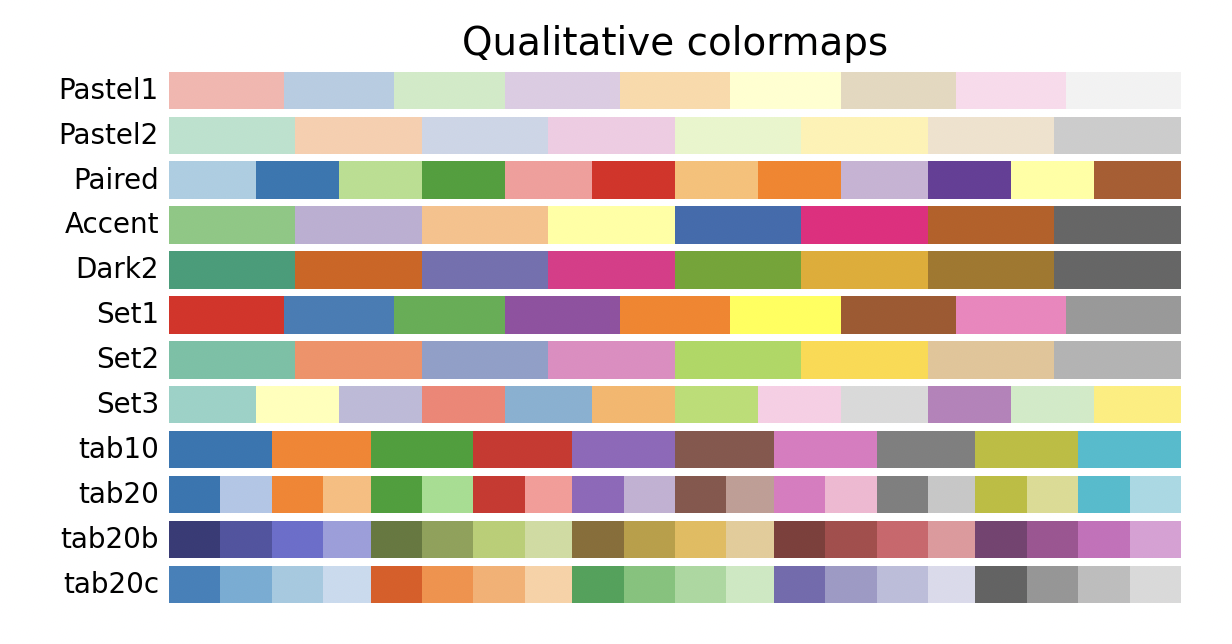 Qualitative colormaps
Pastel1
Pastel2
Paired
Accent
Dark2
Set1
Set2
Set3
tab10
tab20
tab20b
tab20c